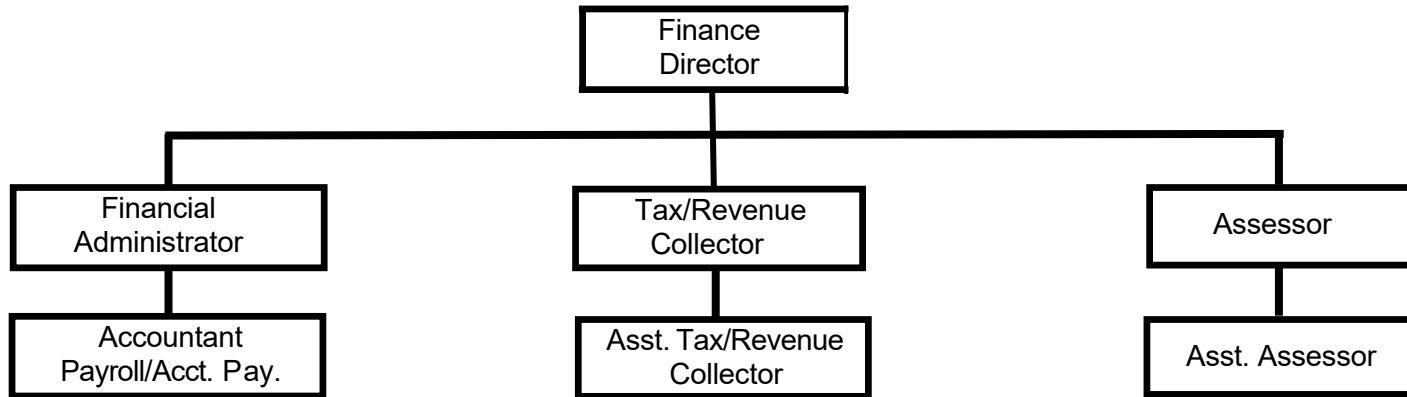 Finance
Director
Financial
Administrator
Tax/Revenue
Collector
Assessor
Accountant
Payroll/Acct. Pay.
Asst. Tax/Revenue
Collector
Asst. Assessor